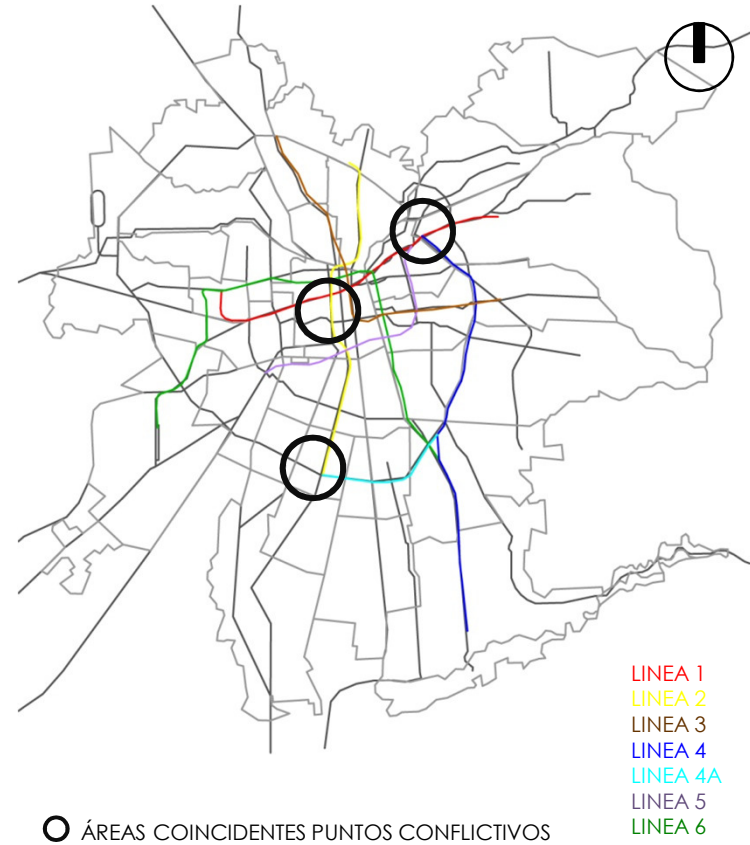 LINEA 1
LINEA 2
LINEA 3
LINEA 4
LINEA 4A
LINEA 5
LINEA 6
ÁREAS COINCIDENTES PUNTOS CONFLICTIVOS